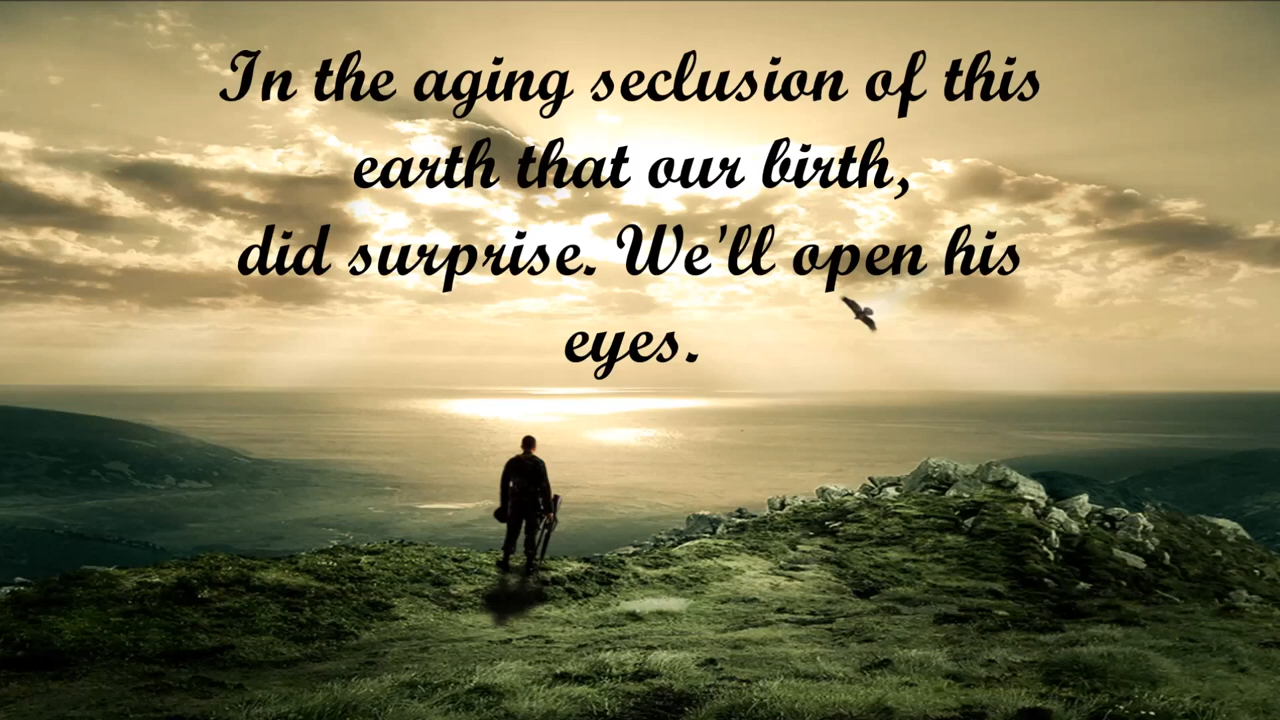 In the aging seclusion of this
earth that our birth,
did surprise. We'll open his
eyes.